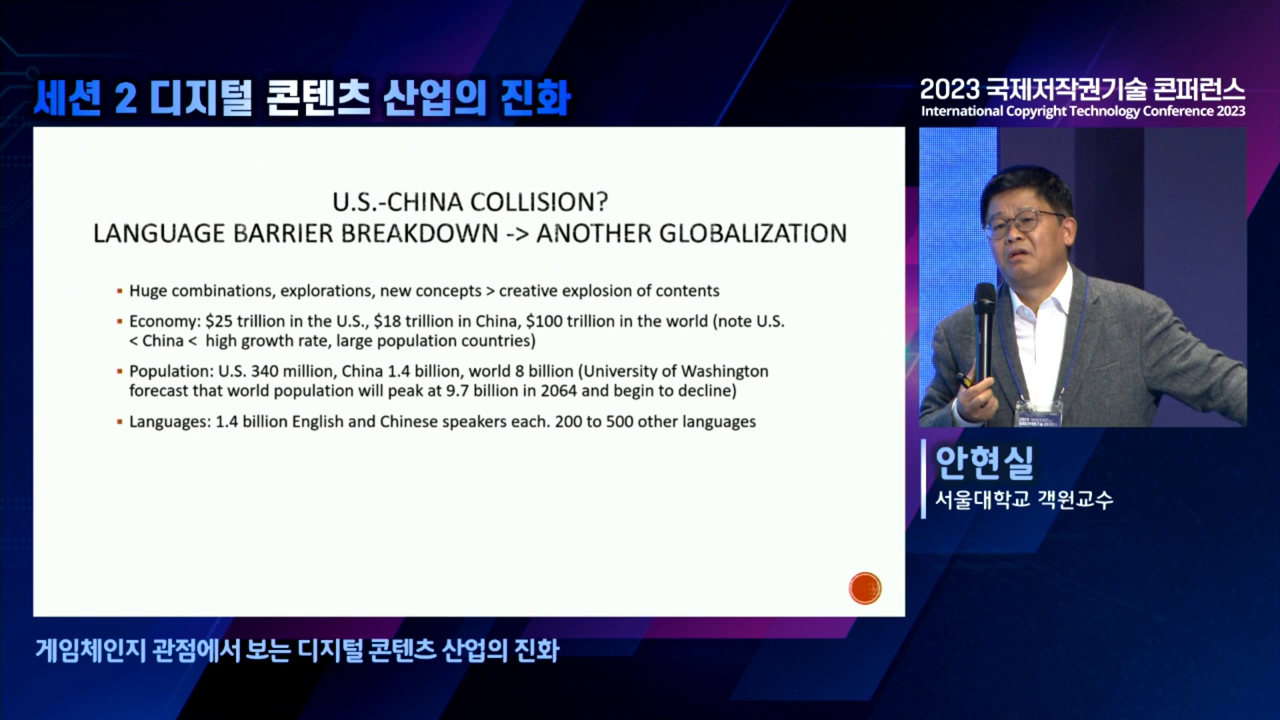 세션 2 디지털 콘텐츠 산업의 진화
2023 국제저작권기술 콘퍼런스
International Copyright Technology Conference 2023
U.S.-CHINA COLLISION?
LANGUAGE BARRIER BREAKDOWN -> ANOTHER GLOBALIZATION
▪ Huge combinations, explorations, new concepts > creative explosion of contents
▪ Economy: $25 trillion in the U.S., $18 trillion in China, $100 trillion in the world (note U.S.
< China < high growth rate, large population countries)
▪ Population: U.S. 340 million, China 1.4 billion, world 8 billion (University of Washington
forecast that world population will peak at 9.7 billion in 2064 and begin to decline)
▪ Languages: 1.4 billion English and Chinese speakers each. 200 to 500 other languages
안현실
서울대학교 객원교수
게임체인지 관점에서 보는 디지털 콘텐츠 산업의 진화